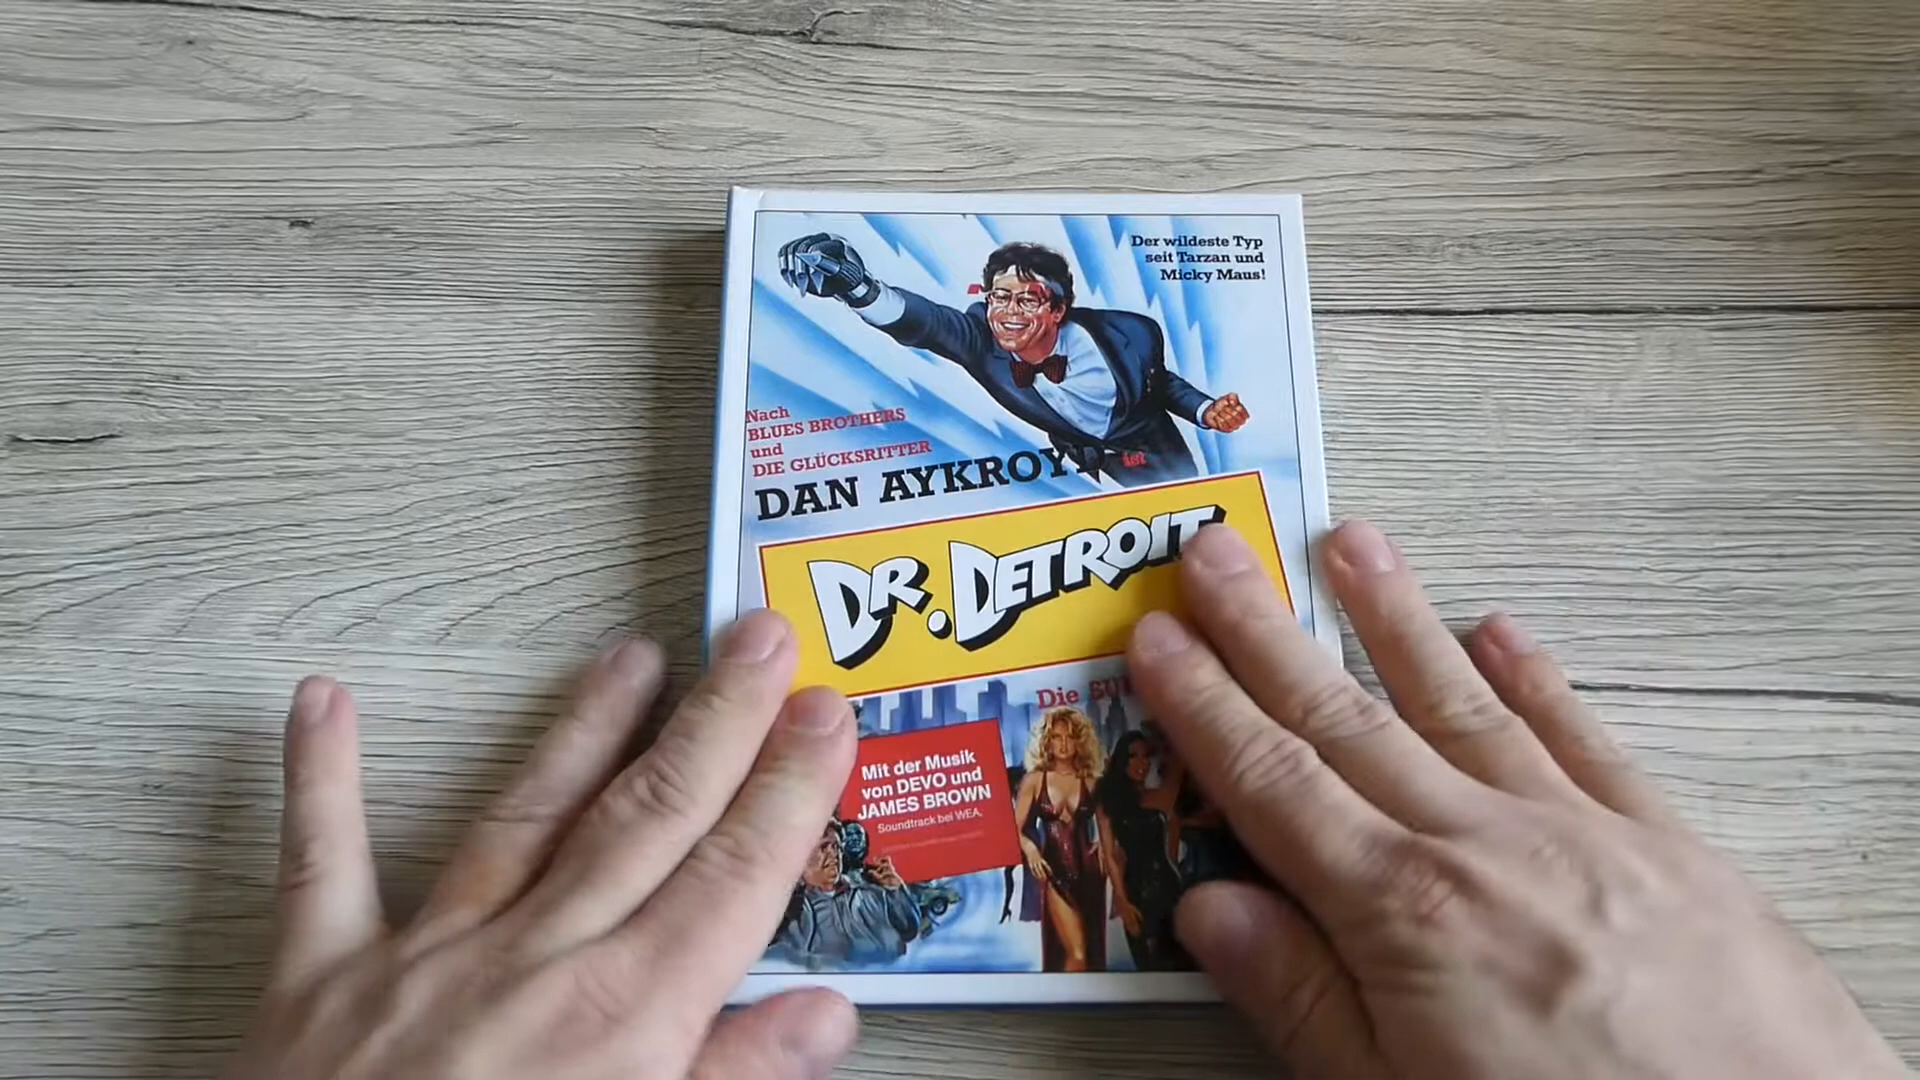 Der wildeste Typ
seit Tarzan und
Micky Maus!
Nach
BLUES BROTHERS
und
DIE GLÜCKSRITTER
DAN AYKROYD ist
DR. DETROIT
Die
Mit der Musik
von DEVO und
JAMES BROWN
Soundtrack bei WEA.